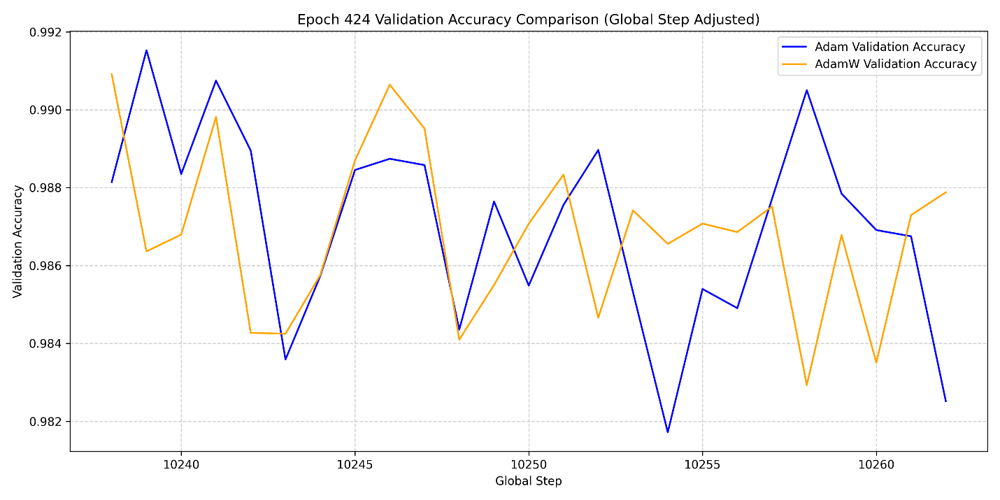 Epoch 424 Validation Accuracy Comparison (Global Step Adjusted)
Adam Validation Accuracy
AdamW Validation Accuracy
Validation Accuracy
0.992
0.990
0.988
0.986
0.984
0.982
10240
10245
10250
10255
10260
Global Step